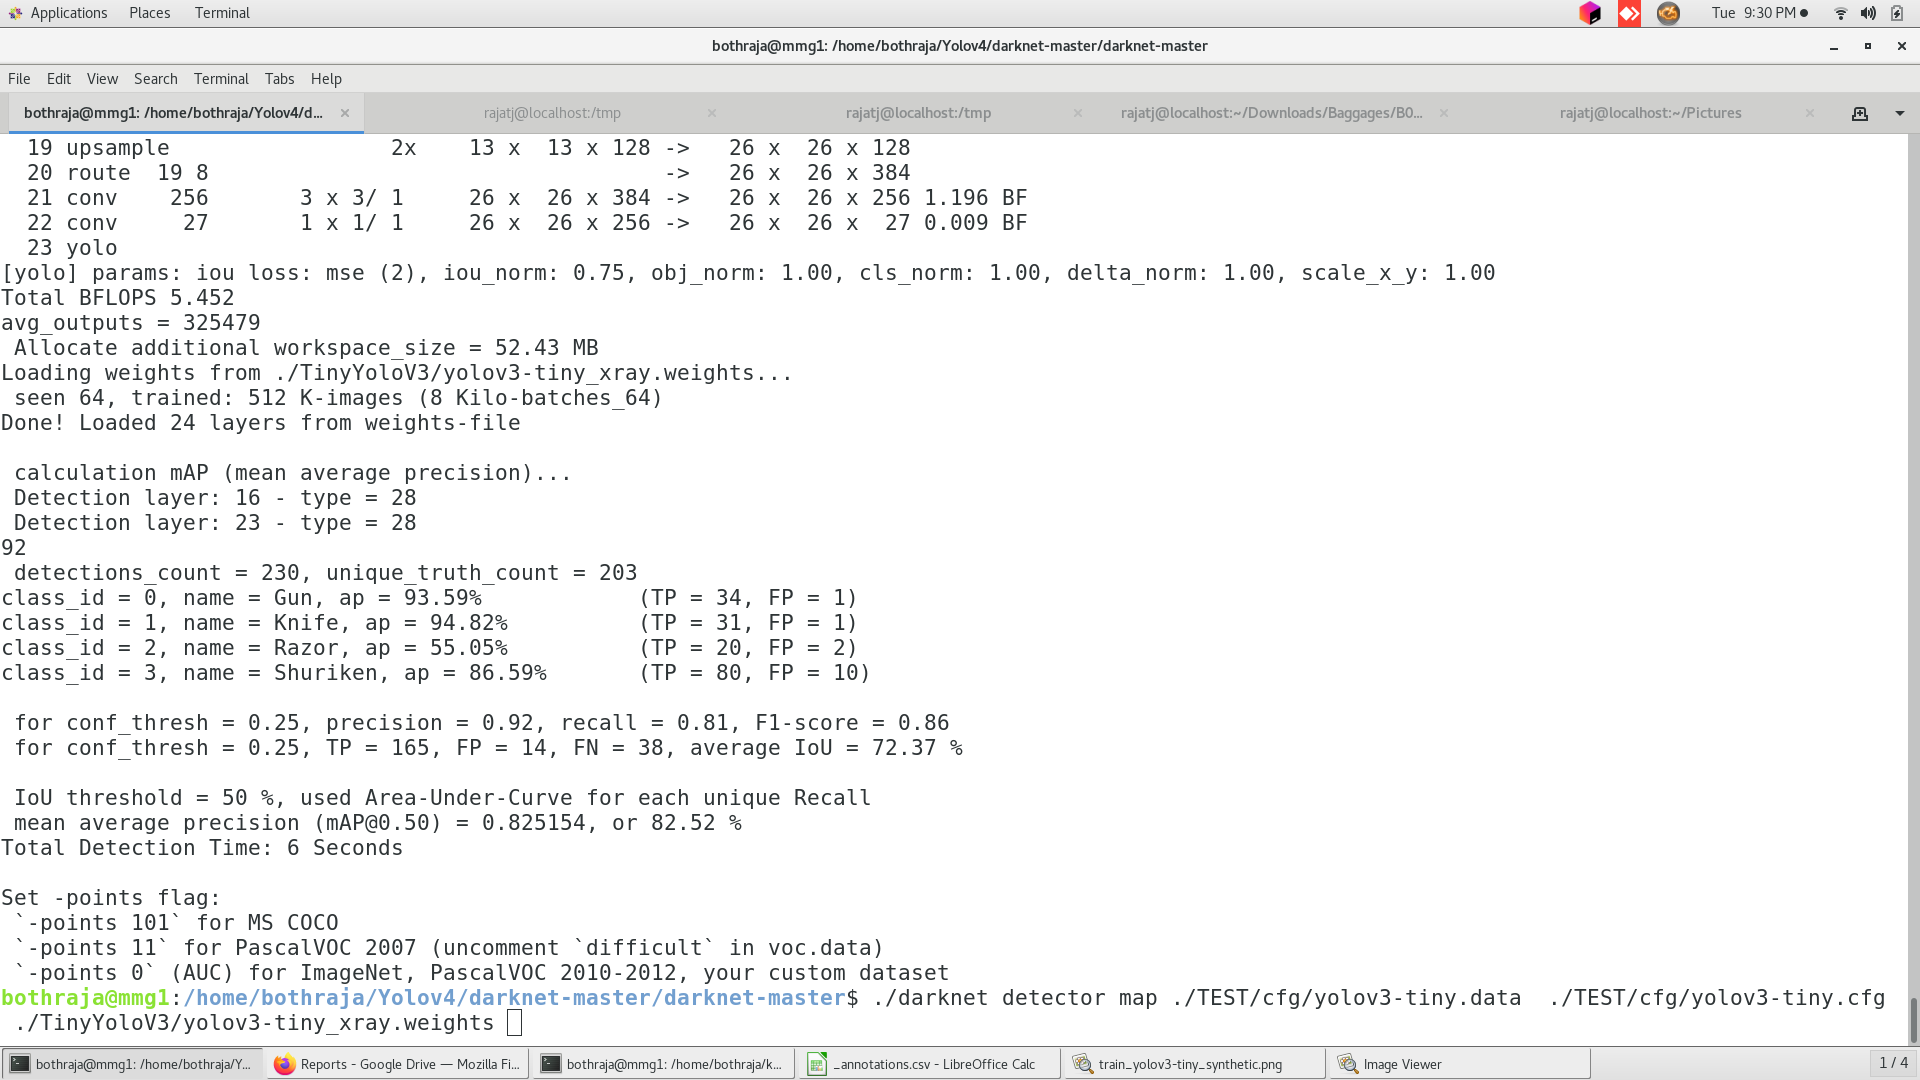 Applications Places Terminal Tue 9:30 PM
bothraja@mmg1: /home/bothraja/Yolov4/darknet-master/darknet-master
File Edit View Search Terminal Tabs Help
bothraja@mmg1: /home/bothraja/Yolov4/d... rajatj@localhost:/tmp rajatj@localhost:/tmp rajatj@localhost:~/Downloads/Baggages/B0... rajatj@localhost:~/Pictures
19 upsample 2x 13 x 13 x 128 -> 26 x 26 x 128
20 route 19 8 -> 26 x 26 x 384
21 conv 256 3 x 3/ 1 26 x 26 x 384 -> 26 x 26 x 256 1.196 BF
22 conv 27 1 x 1/ 1 26 x 26 x 256 -> 26 x 26 x 27 0.009 BF
23 yolo
[yolo] params: iou loss: mse (2), iou_norm: 0.75, obj_norm: 1.00, cls_norm: 1.00, delta_norm: 1.00, scale_x_y: 1.00
Total BFLOPS 5.452
avg_outputs = 325479
Allocate additional workspace_size = 52.43 MB
Loading weights from ./TinyYoloV3/yolov3-tiny_xray.weights...
seen 64, trained: 512 K-images (8 Kilo-batches_64)
Done! Loaded 24 layers from weights-file
calculation mAP (mean average precision)...
Detection layer: 16 - type = 28
Detection layer: 23 - type = 28
92
detections_count = 230, unique_truth_count = 203
class_id = 0, name = Gun, ap = 93.59% (TP = 34, FP = 1)
class_id = 1, name = Knife, ap = 94.82% (TP = 31, FP = 1)
class_id = 2, name = Razor, ap = 55.05% (TP = 20, FP = 2)
class_id = 3, name = Shuriken, ap = 86.59% (TP = 80, FP = 10)
for conf_thresh = 0.25, precision = 0.92, recall = 0.81, F1-score = 0.86
for conf_thresh = 0.25, TP = 165, FP = 14, FN = 38, average IoU = 72.37 %
IoU threshold = 50 %, used Area-Under-Curve for each unique Recall
mean average precision (mAP@0.50) = 0.825154, or 82.52 %
Total Detection Time: 6 Seconds
Set -points flag:
`-points 101` for MS COCO
`-points 11` for PascalVOC 2007 (uncomment `difficult` in voc.data)
`-points 0` (AUC) for ImageNet, PascalVOC 2010-2012, your custom dataset
bothraja@mmg1:/home/bothraja/Yolov4/darknet-master/darknet-master$ ./darknet detector map ./TEST/cfg/yolov3-tiny.data ./TEST/cfg/yolov3-tiny.cfg
./TinyYoloV3/yolov3-tiny_xray.weights
bothraja@mmg1: /home/bothraja/Y... Reports - Google Drive — Mozilla Fi... bothraja@mmg1: /home/bothraja/k... _annotations.csv - LibreOffice Calc train_yolov3-tiny_synthetic.png Image Viewer 1 / 4